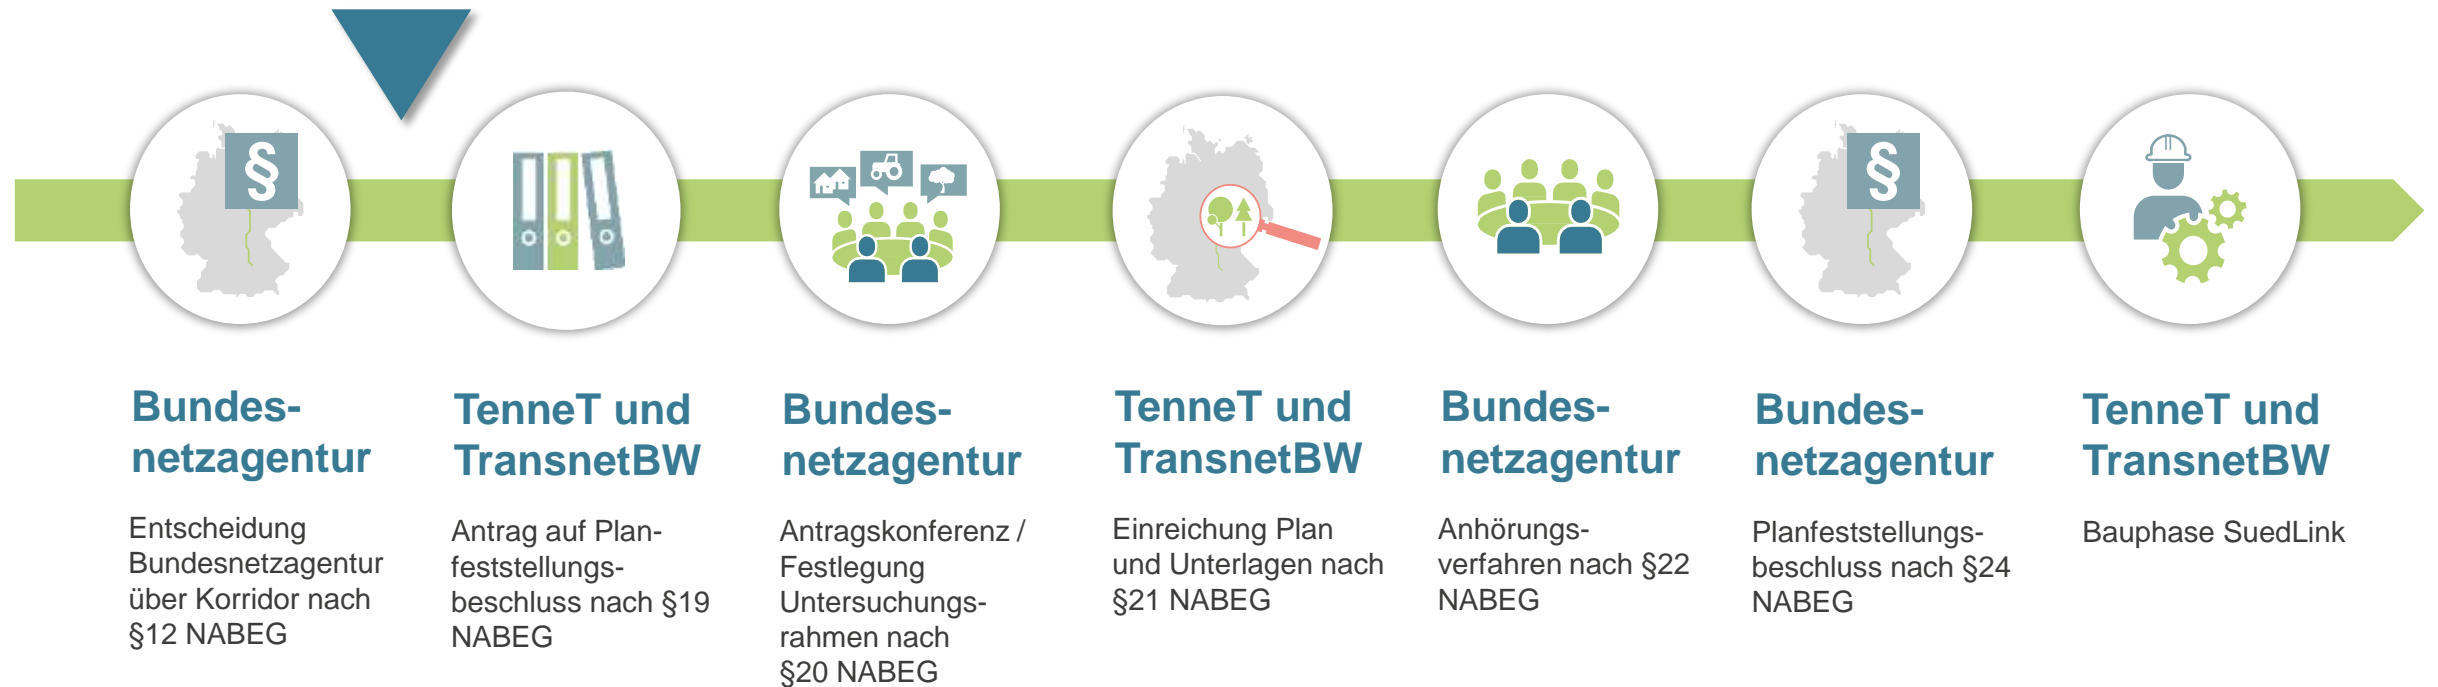 §
§
Bundes-
netzagentur
Entscheidung
Bundesnetzagentur
über Korridor nach
§12 NABEG
TenneT und
TransnetBW
Antrag auf Plan-
feststellungs-
beschluss nach §19
NABEG
Bundes-
netzagentur
Antragskonferenz /
Festlegung
Untersuchungs-
rahmen nach
§20 NABEG
TenneT und
TransnetBW
Einreichung Plan
und Unterlagen nach
§21 NABEG
Bundes-
netzagentur
Anhörungs-
verfahren nach §22
NABEG
Bundes-
netzagentur
Planfeststellungs-
beschluss nach §24
NABEG
TenneT und
TransnetBW
Bauphase SuedLink